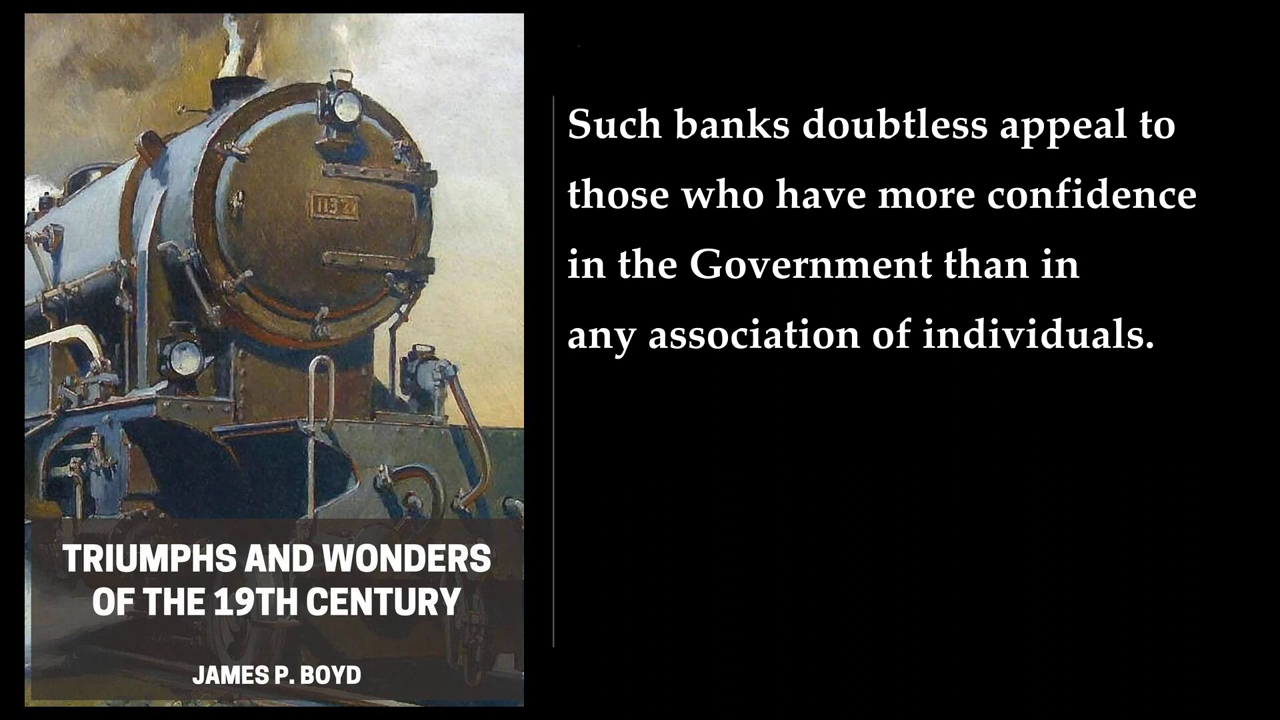 Such banks doubtless appeal to
those who have more confidence
in the Government than in
any association of individuals.
TRIUMPHS AND WONDERS
OF THE 19TH CENTURY
JAMES P. BOYD